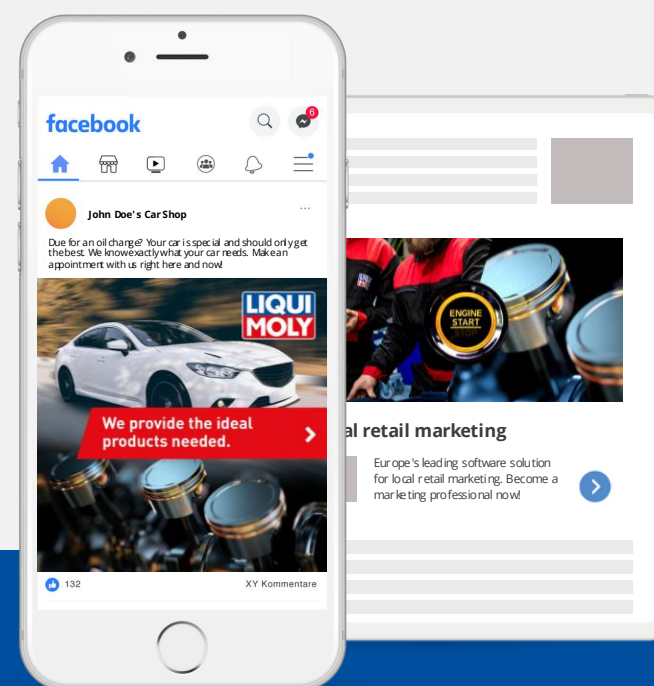 facebook
6
John Doe's Car Shop
...
Due for an oil change? Your car is special and should only get
the best. We know exactly what your car needs. Make an
appointment with us right here and now!
LIQUI
MOLY
We provide the ideal
products needed.
132
XY Kommentare
ENGINE
START
STOP
al retail marketing
Europe's leading software solution
for local retail marketing. Become a
marketing professional now!